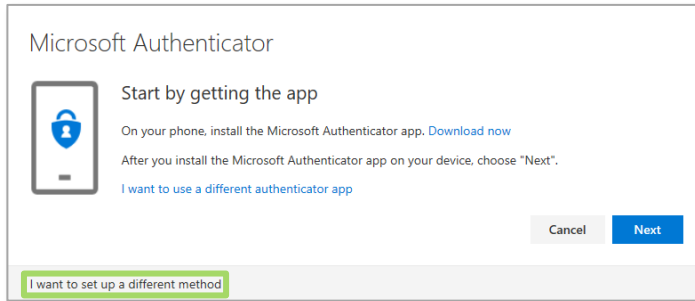 Microsoft Authenticator
Start by getting the app
On your phone, install the Microsoft Authenticator app. Download now
After you install the Microsoft Authenticator app on your device, choose "Next".
I want to use a different authenticator app
Cancel Next
I want to set up a different method